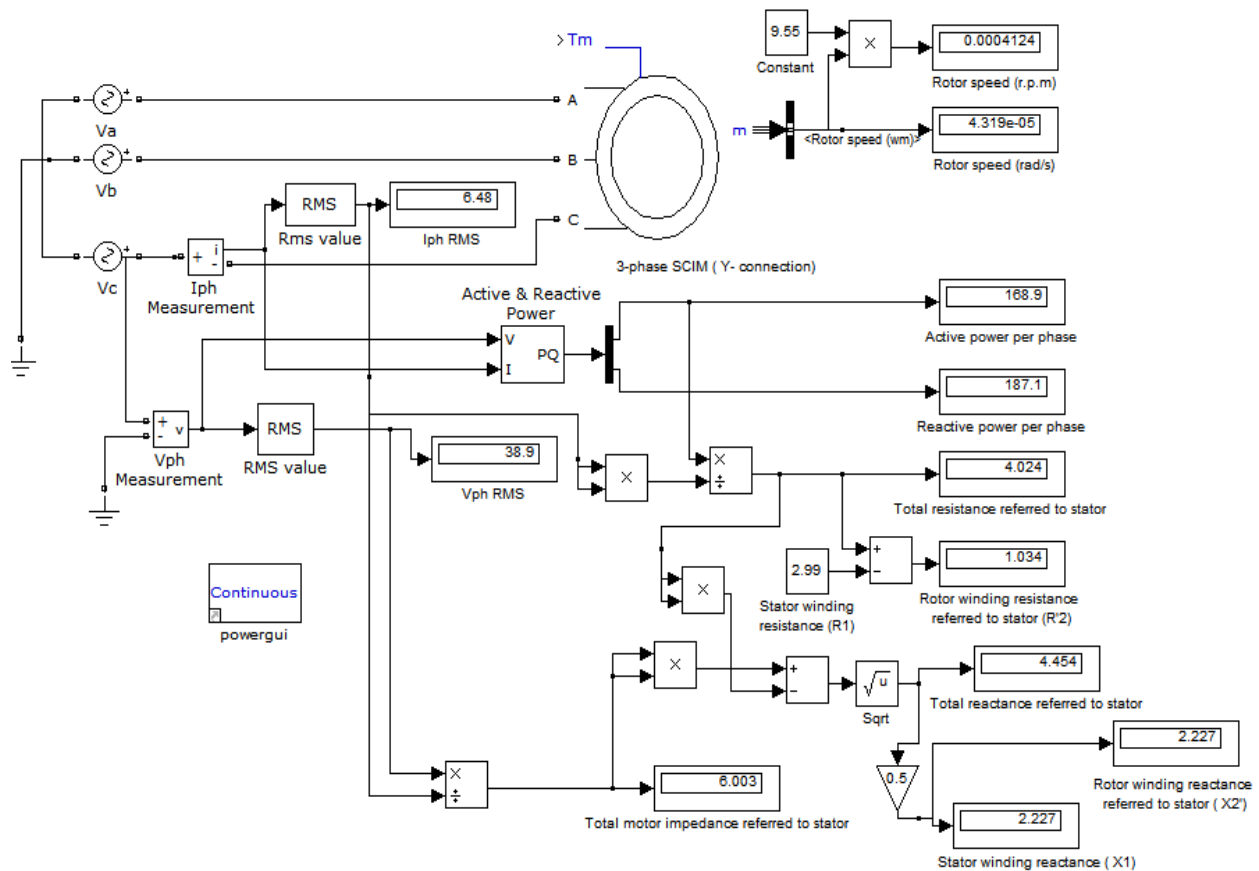 Tm
9.55
Constant
×
0.0004124
Rotor speed (r.p.m)
A
Va
m
<Rotor speed (wm)>
4.319e-05
Rotor speed (rad/s)
B
Vb
RMS
Rms value
6.48
Iph RMS
C
3-phase SCIM ( Y- connection)
Vc
+ i
-
Iph
Measurement
Active & Reactive
Power
V
I
PQ
168.9
Active power per phase
187.1
Reactive power per phase
+
-
v
Vph
Measurement
RMS
RMS value
38.9
Vph RMS
×
×
÷
4.024
Total resistance referred to stator
2.99
Stator winding
resistance (R1)
+
−
1.034
Rotor winding resistance
referred to stator (R'2)
Continuous
powergui
×
×
+
−
√u
Sqrt
4.454
Total reactance referred to stator
0.5
2.227
Rotor winding reactance
referred to stator ( X2')
2.227
Stator winding reactance ( X1)
×
÷
6.003
Total motor impedance referred to stator